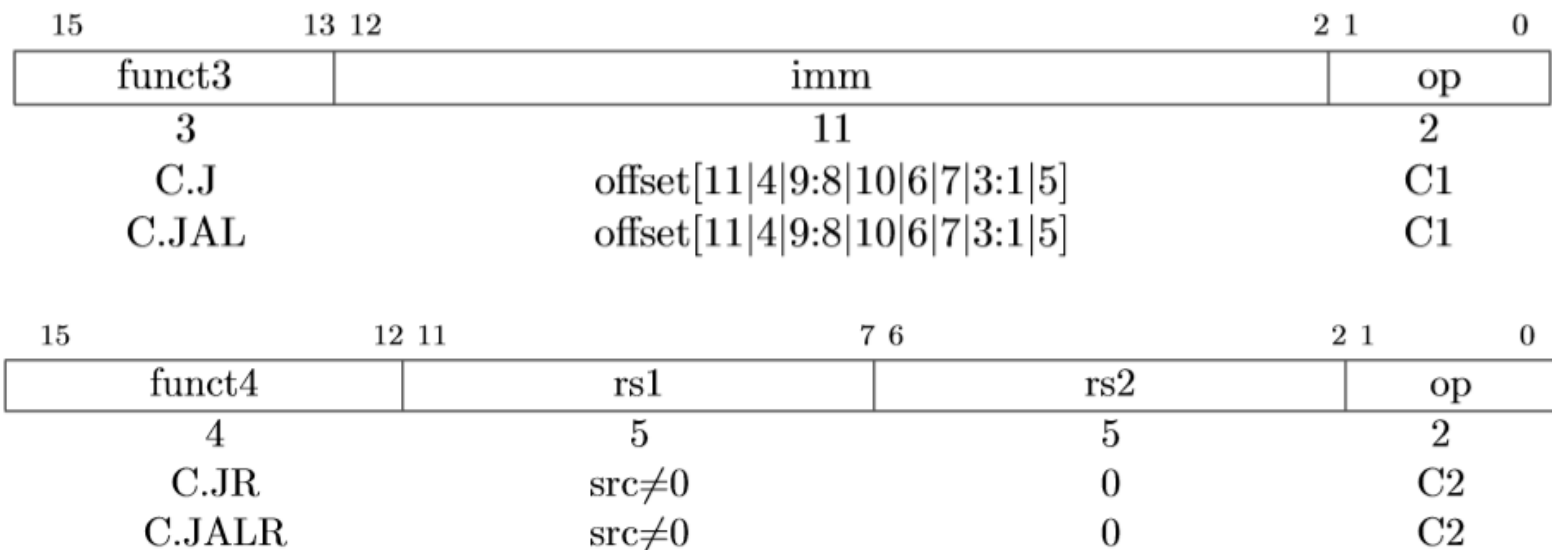 15 13 12 2 1 0
funct3 imm op
3 11 2
C.J offset[11|4|9:8|10|6|7|3:1|5] C1
C.JAL offset[11|4|9:8|10|6|7|3:1|5] C1
15 12 11 7 6 2 1 0
funct4 rs1 rs2 op
4 5 5 2
C.JR src≠0 0 C2
C.JALR src≠0 0 C2